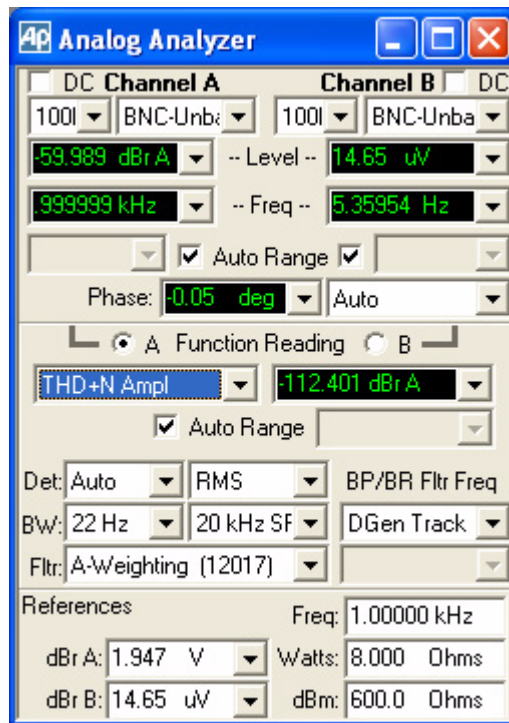 Ap Analog Analyzer
DC Channel A Channel B DC
100l BNC-Unba 100l BNC-Unba
-59.989 dBr A -- Level -- 14.65 uV
.999999 kHz -- Freq -- 5.35954 Hz
Auto Range
Phase: -0.05 deg Auto
A Function Reading B
THD+N Ampl -112.401 dBr A
Auto Range
Det: Auto RMS BP/BR Fltr Freq
BW: 22 Hz 20 kHz SF DGen Track
Fltr: A-Weighting (12017)
References Freq: 1.00000 kHz
dBr A: 1.947 V Watts: 8.000 Ohms
dBr B: 14.65 uV dBm: 600.0 Ohms